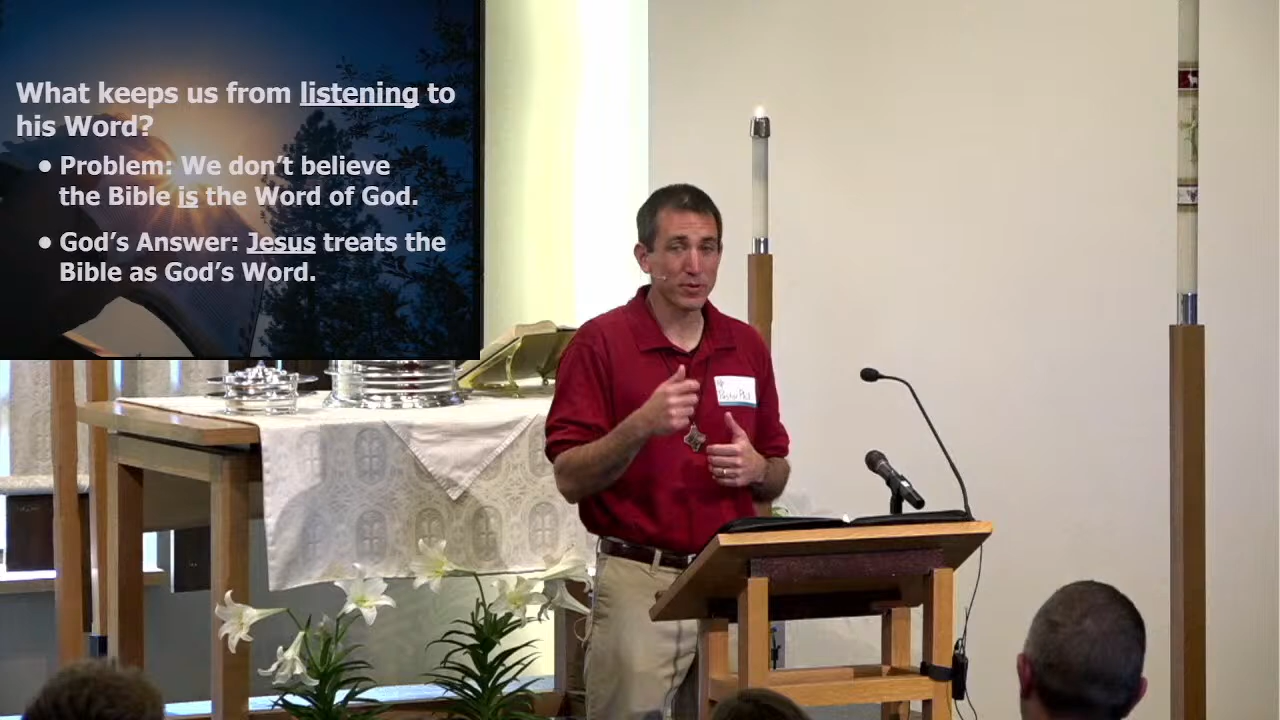 What keeps us from listening to
his Word?
• Problem: We don't believe
the Bible is the Word of God.
• God's Answer: Jesus treats the
Bible as God's Word.
Pastor